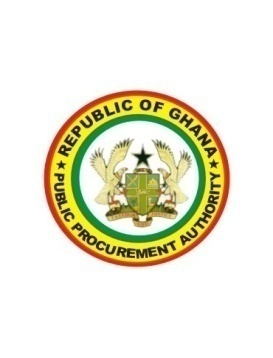 REPUBLIC OF GHANA
PUBLIC PROCUREMENT AUTHORITY